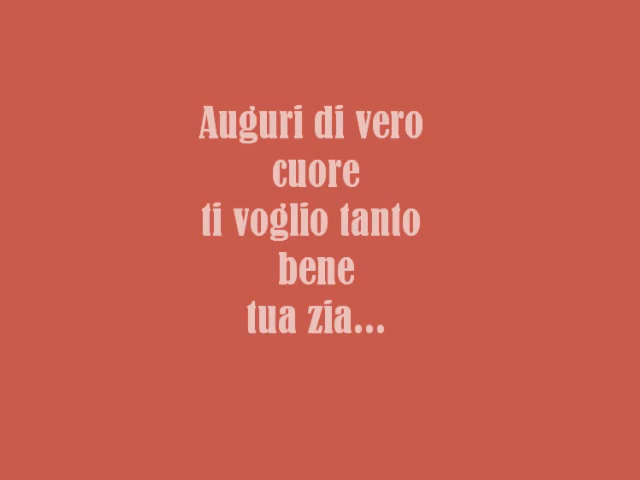 Auguri di vero
cuore
ti voglio tanto
bene
tua zia...